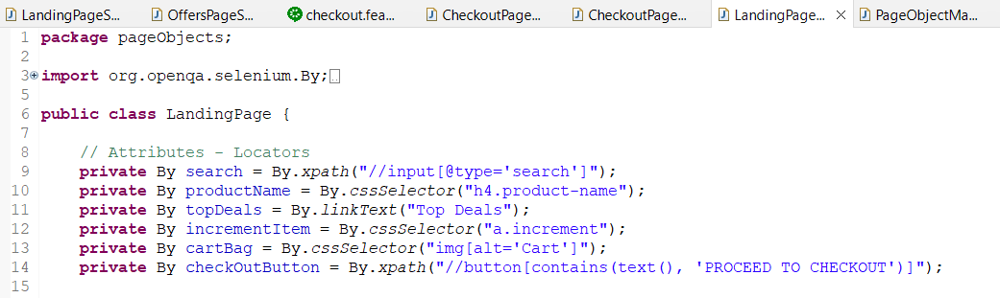 LandingPageS... OffersPageS... checkout.fea... CheckoutPage... CheckoutPage... LandingPage... PageObjectMa...
1 package pageObjects;
2
3 import org.openqa.selenium.By;
5
6 public class LandingPage {
7
8 // Attributes - Locators
9 private By search = By.xpath("//input[@type='search']");
10 private By productName = By.cssSelector("h4.product-name");
11 private By topDeals = By.linkText("Top Deals");
12 private By incrementItem = By.cssSelector("a.increment");
13 private By cartBag = By.cssSelector("img[alt='Cart']");
14 private By checkOutButton = By.xpath("//button[contains(text(), 'PROCEED TO CHECKOUT')]");
15